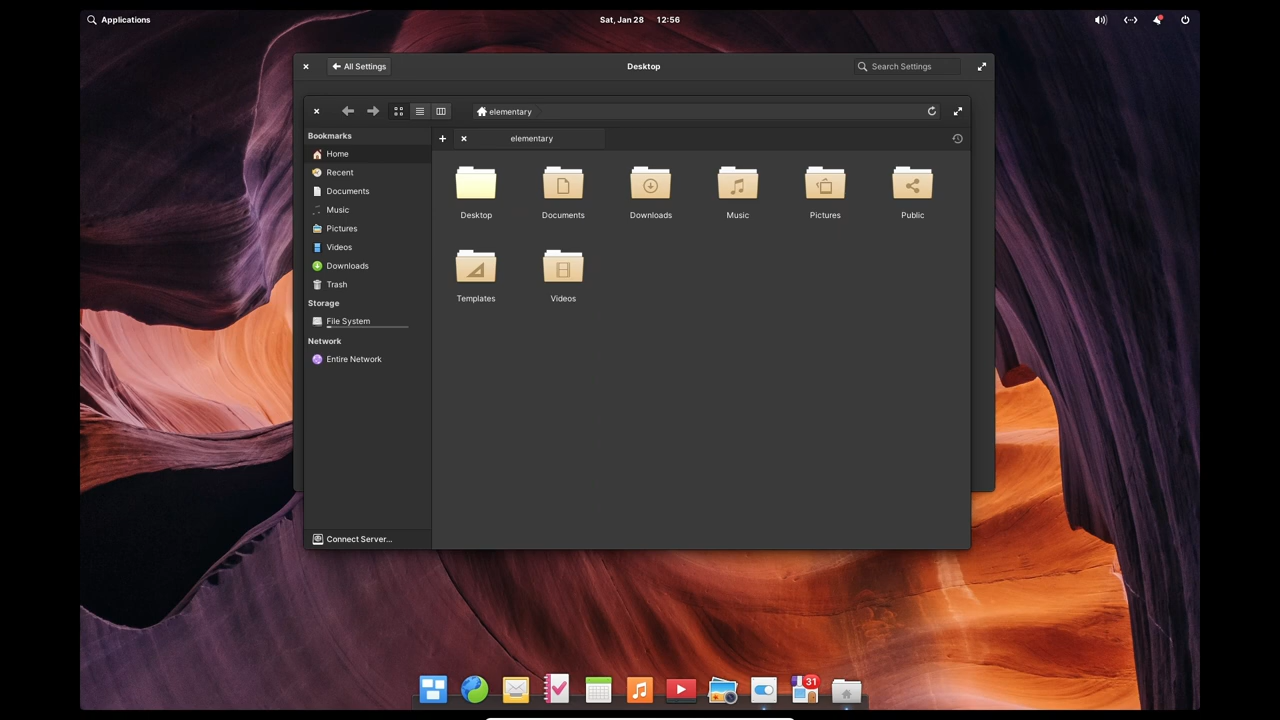 Applications
Sat, Jan 28 12:56
All Settings
Desktop
Search Settings
elementary
Bookmarks
elementary
Home
Recent
Documents
Music
Pictures
Videos
Downloads
Trash
Storage
File System
Network
Entire Network
Connect Server...
Desktop Documents Downloads Music Pictures Public
Templates Videos
31